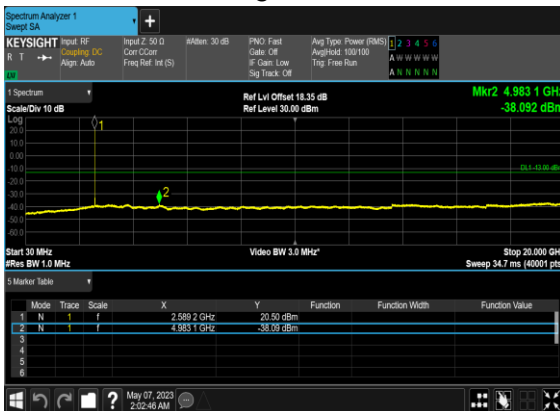 Spectrum Analyzer 1
Swept SA
KEYSIGHT
R T
LV
Input: RF
Coupling: DC
Align: Auto
Input Z: 50 Ω
Corr CCorr
Freq Ref: Int (S)
#Atten: 30 dB
PNO: Fast
Gate: Off
IF Gain: Low
Sig Track: Off
Avg Type: Power (RMS)
Avg|Hold: 100/100
Trig: Free Run
1 2 3 4 5 6
A W W W W W
A N N N N N
1 Spectrum
Scale/Div 10 dB
Ref Lvl Offset 18.35 dB
Ref Level 30.00 dBm
Mkr2 4.983 1 GHz
-38.092 dBm
Log
20.0
10.0
0.00
-10.0
-20.0
-30.0
-40.0
-50.0
-60.0
1
2
DL1 -13.00 dBm
Start 30 MHz
#Res BW 1.0 MHz
Video BW 3.0 MHz*
Stop 20.000 GHz
Sweep 34.7 ms (40001 pts)
5 Marker Table
Mode Trace Scale X Y Function Function Width Function Value
1 N 1 f 2.589 2 GHz 20.50 dBm
2 N 1 f 4.983 1 GHz -38.09 dBm
3
4
5
6
May 07, 2023
2:02:46 AM